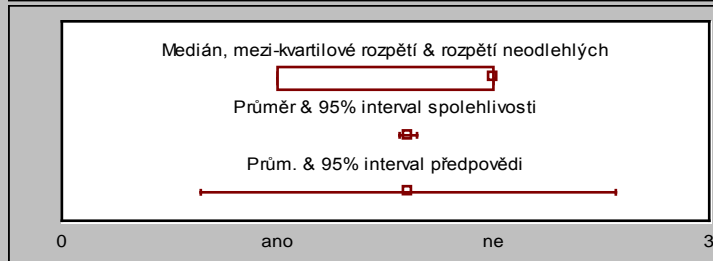 Medián, mezi-kvartilové rozpětí & rozpětí neodlehlých
Průměr & 95% interval spolehlivosti
Prům. & 95% interval předpovědi
0 ano ne 3